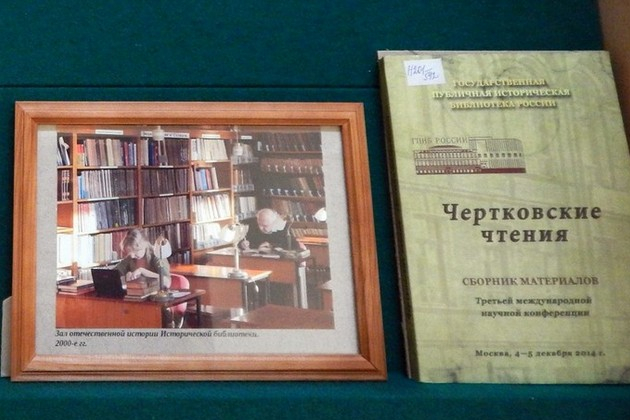 Зал отечественной истории Исторической библиотеки.
2000-е гг.
ГОСУДАРСТВЕННАЯ
ПУБЛИЧНАЯ ИСТОРИЧЕСКАЯ
БИБЛИОТЕКА РОССИИ
ГПИБ РОССИИ
Чертковские
чтения
СБОРНИК МАТЕРИАЛОВ
Третьей международной
научной конференции
Москва, 4—5 декабря 2014 г.